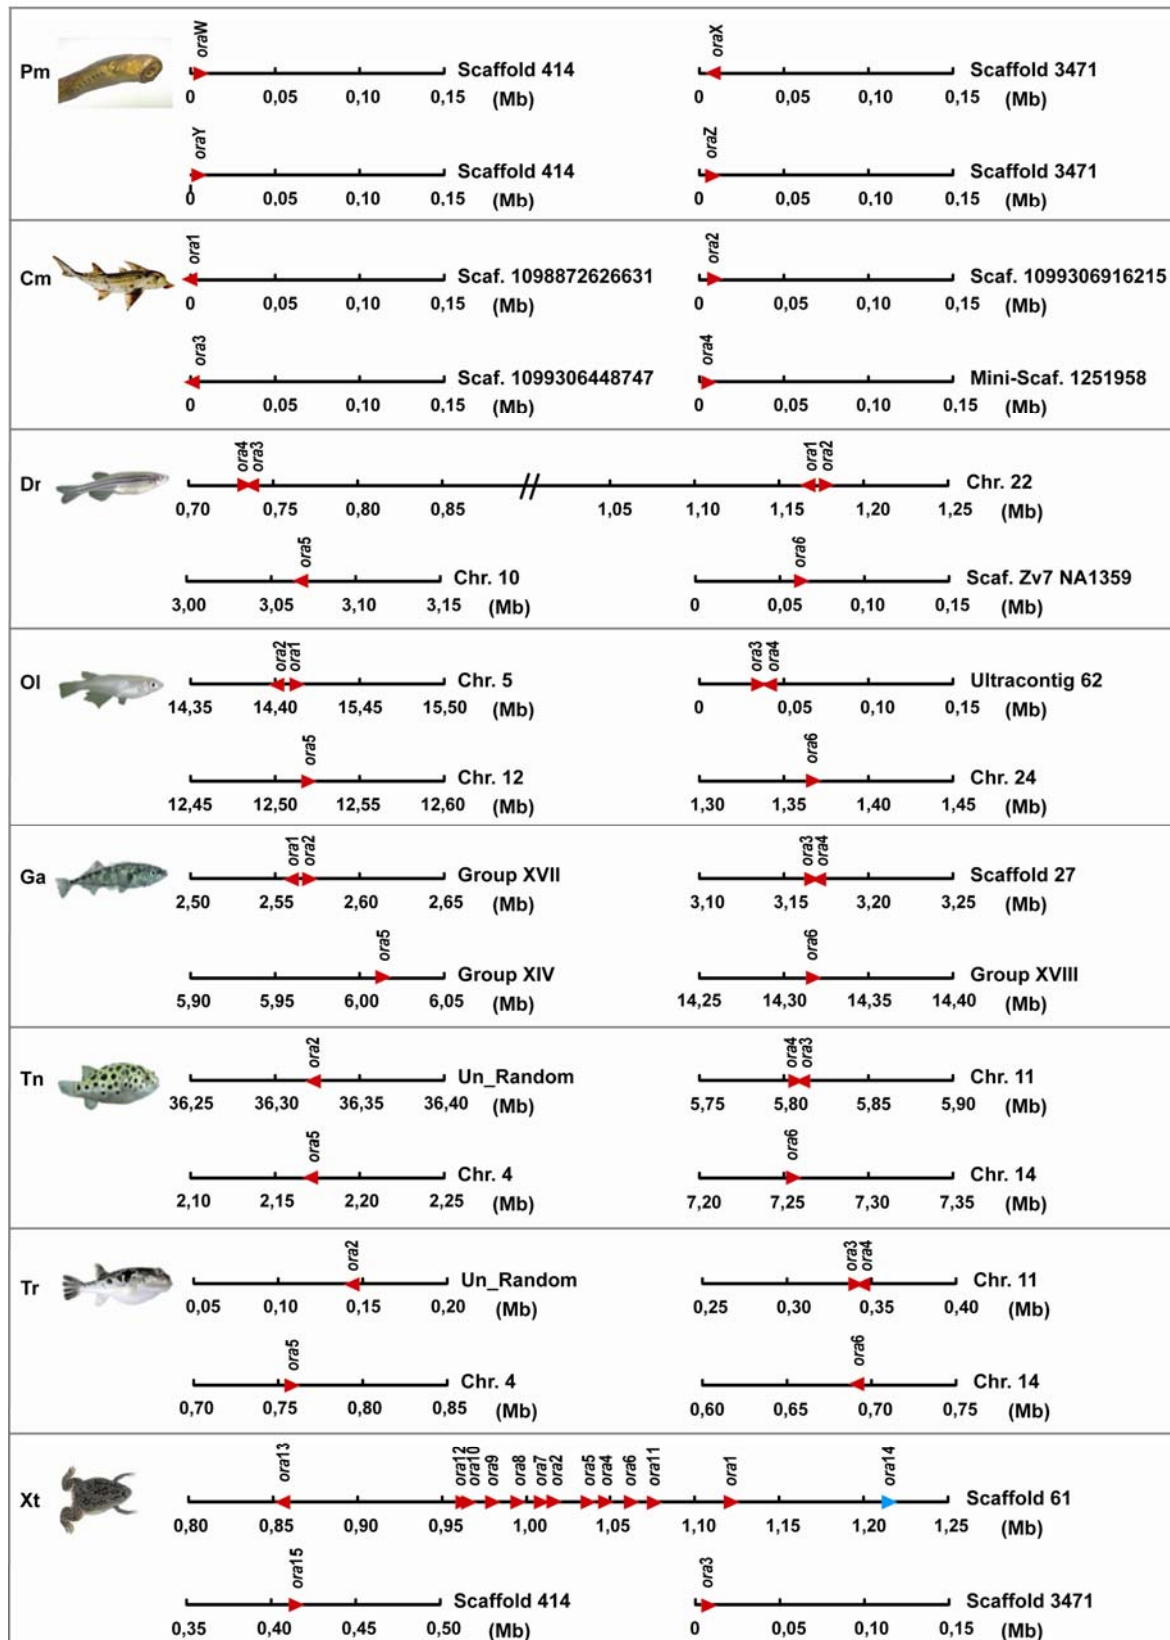 oraW oraX
Pm Scaffold 414 Scaffold 3471
0 0,05 0,10 0,15 (Mb) 0 0,05 0,10 0,15 (Mb)
oraY oraZ
Scaffold 414 Scaffold 3471
0 0,05 0,10 0,15 (Mb) 0 0,05 0,10 0,15 (Mb)
ora1 ora2
Cm Scaf. 1098872626631 Scaf. 1099306916215
0 0,05 0,10 0,15 (Mb) 0 0,05 0,10 0,15 (Mb)
ora3 ora4
Scaf. 1099306448747 Mini-Scaf. 1251958
0 0,05 0,10 0,15 (Mb) 0 0,05 0,10 0,15 (Mb)
ora4 ora3 ora1 ora2
Dr // Chr. 22
0,70 0,75 0,80 0,85 1,05 1,10 1,15 1,20 1,25 (Mb)
ora5 ora6
Chr. 10 Scaf. Zv7 NA1359
3,00 3,05 3,10 3,15 (Mb) 0 0,05 0,10 0,15 (Mb)
ora2 ora1 ora3 ora4
Ol Chr. 5 Ultracontig 62
14,35 14,40 15,45 15,50 (Mb) 0 0,05 0,10 0,15 (Mb)
ora5 ora6
Chr. 12 Chr. 24
12,45 12,50 12,55 12,60 (Mb) 1,30 1,35 1,40 1,45 (Mb)
ora1 ora2 ora3 ora4
Ga Group XVII Scaffold 27
2,50 2,55 2,60 2,65 (Mb) 3,10 3,15 3,20 3,25 (Mb)
ora5 ora6
Group XIV Group XVIII
5,90 5,95 6,00 6,05 (Mb) 14,25 14,30 14,35 14,40 (Mb)
ora2 ora4 ora3
Tn Un_Random Chr. 11
36,25 36,30 36,35 36,40 (Mb) 5,75 5,80 5,85 5,90 (Mb)
ora5 ora6
Chr. 4 Chr. 14
2,10 2,15 2,20 2,25 (Mb) 7,20 7,25 7,30 7,35 (Mb)
ora2 ora3 ora4
Tr Un_Random Chr. 11
0,05 0,10 0,15 0,20 (Mb) 0,25 0,30 0,35 0,40 (Mb)
ora5 ora6
Chr. 4 Chr. 14
0,70 0,75 0,80 0,85 (Mb) 0,60 0,65 0,70 0,75 (Mb)
ora13 ora12 ora10 ora9 ora8 ora7 ora2 ora5 ora4 ora6 ora11 ora1 ora14
Xt Scaffold 61
0,80 0,85 0,90 0,95 1,00 1,05 1,10 1,15 1,20 1,25 (Mb)
ora15 ora3
Scaffold 414 Scaffold 3471
0,35 0,40 0,45 0,50 (Mb) 0 0,05 0,10 0,15 (Mb)